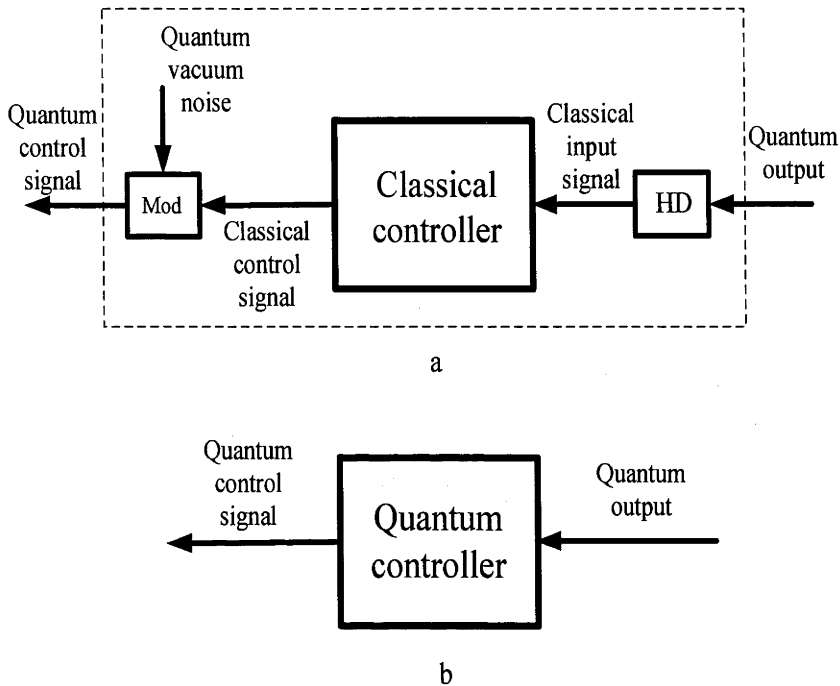 Quantum
vacuum
noise
Quantum
control
signal
Mod
Classical
control
signal
Classical
controller
Classical
input
signal
HD
Quantum
output
a
Quantum
control
signal
Quantum
controller
Quantum
output
b